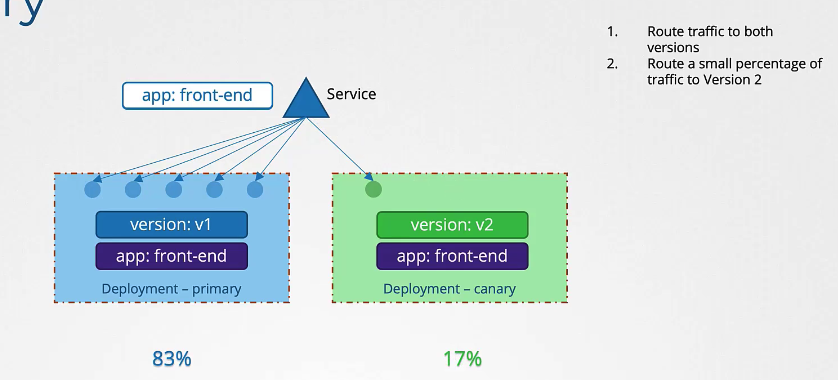 ry
1. Route traffic to both
versions
2. Route a small percentage of
traffic to Version 2
app: front-end
Service
version: v1
app: front-end
Deployment – primary
version: v2
app: front-end
Deployment – canary
83%
17%